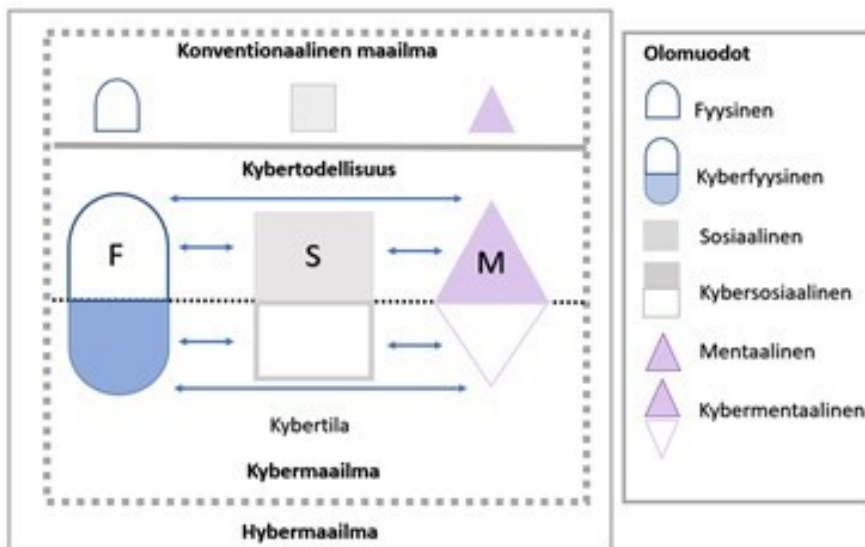 Konventionaalinen maailma
Kybertodellisuus
F
S
M
Kybertila
Kybermaailma
Hybermaailma
Olomuodot
Fyysinen
Kyberfyysinen
Sosiaalinen
Kybersosiaalinen
Mentaalinen
Kybermentaalinen